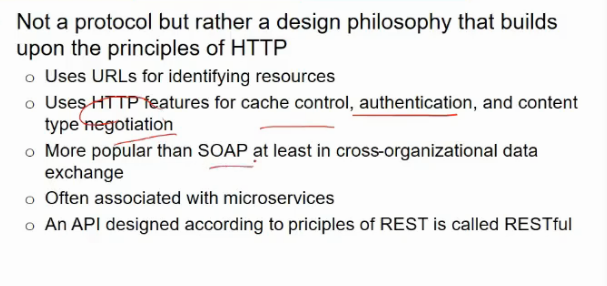 Not a protocol but rather a design philosophy that builds
upon the principles of HTTP
o Uses URLs for identifying resources
o Uses HTTP features for cache control, authentication, and content
type negotiation
o More popular than SOAP at least in cross-organizational data
exchange
o Often associated with microservices
o An API designed according to priciples of REST is called RESTful